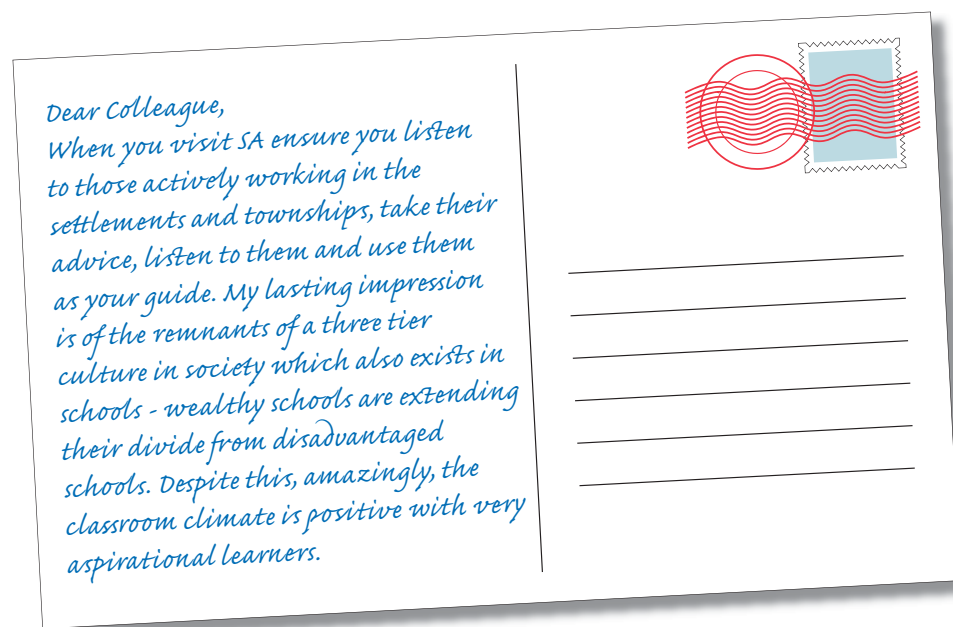 Dear Colleague,
When you visit SA ensure you listen
to those actively working in the
settlements and townships, take their
advice, listen to them and use them
as your guide. My lasting impression
is of the remnants of a three tier
culture in society which also exists in
schools - wealthy schools are extending
their divide from disadvantaged
schools. Despite this, amazingly, the
classroom climate is positive with very
aspirational learners.